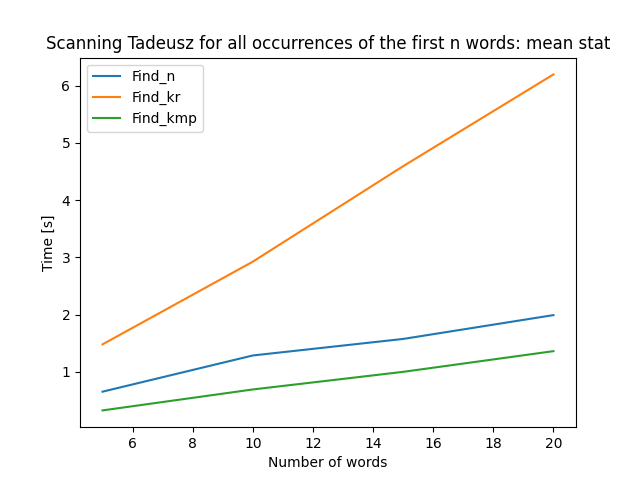 Scanning Tadeusz for all occurrences of the first n words: mean stat
Find_n
Find_kr
Find_kmp
6
5
4
3
2
1
Time [s]
6 8 10 12 14 16 18 20
Number of words